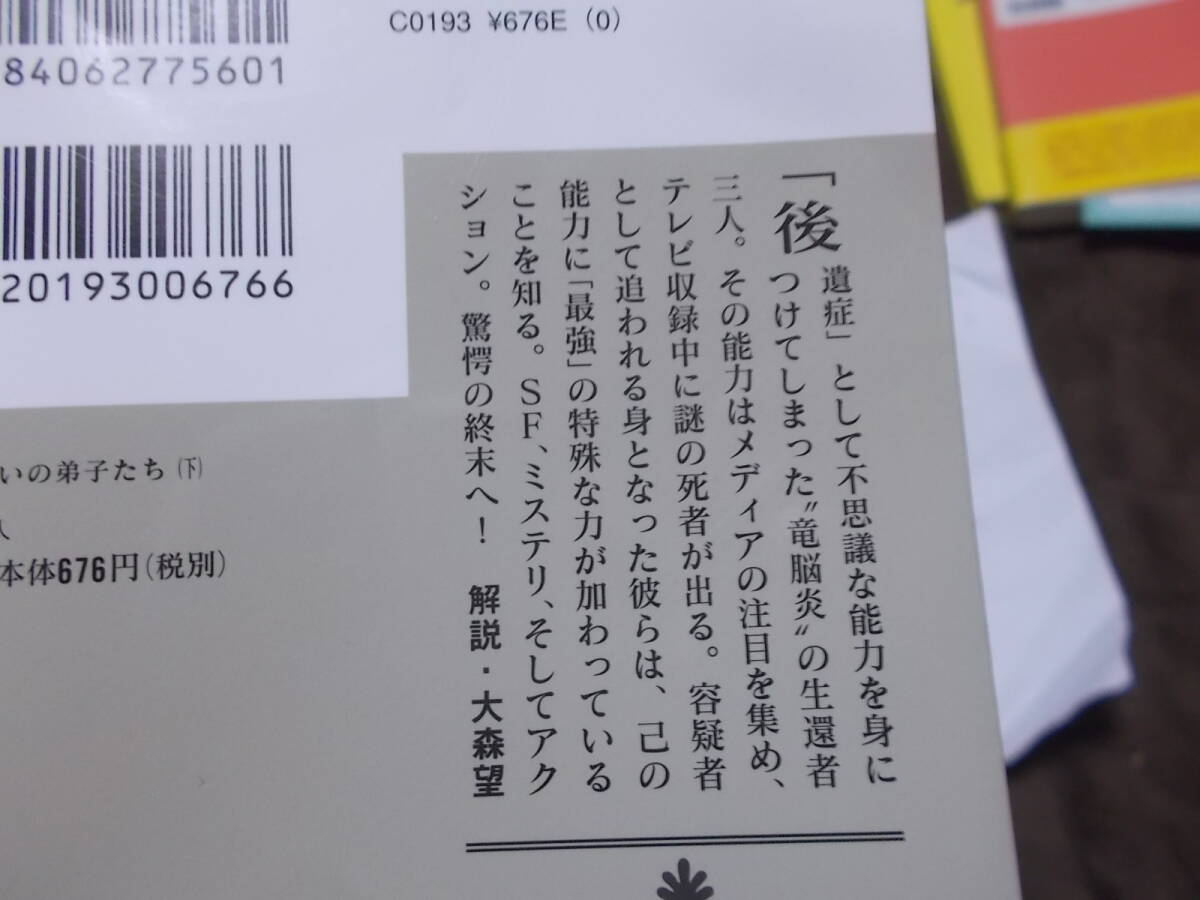 C0193 ¥676E (0)
84062775601
20193006766
「後遺症」として不思議な能力を身に
つけてしまった〝竜脳炎〟の生還者
三人。その能力はメディアの注目を集め、
テレビ収録中に謎の死者が出る。容疑者
として追われる身となった彼らは、己の
能力に「最強」の特殊な力が加わっている
ことを知る。SF、ミステリ、そしてアク
ション。驚愕の終末へ! 解説・大森望
いの弟子たち(下)
本体676円(税別)